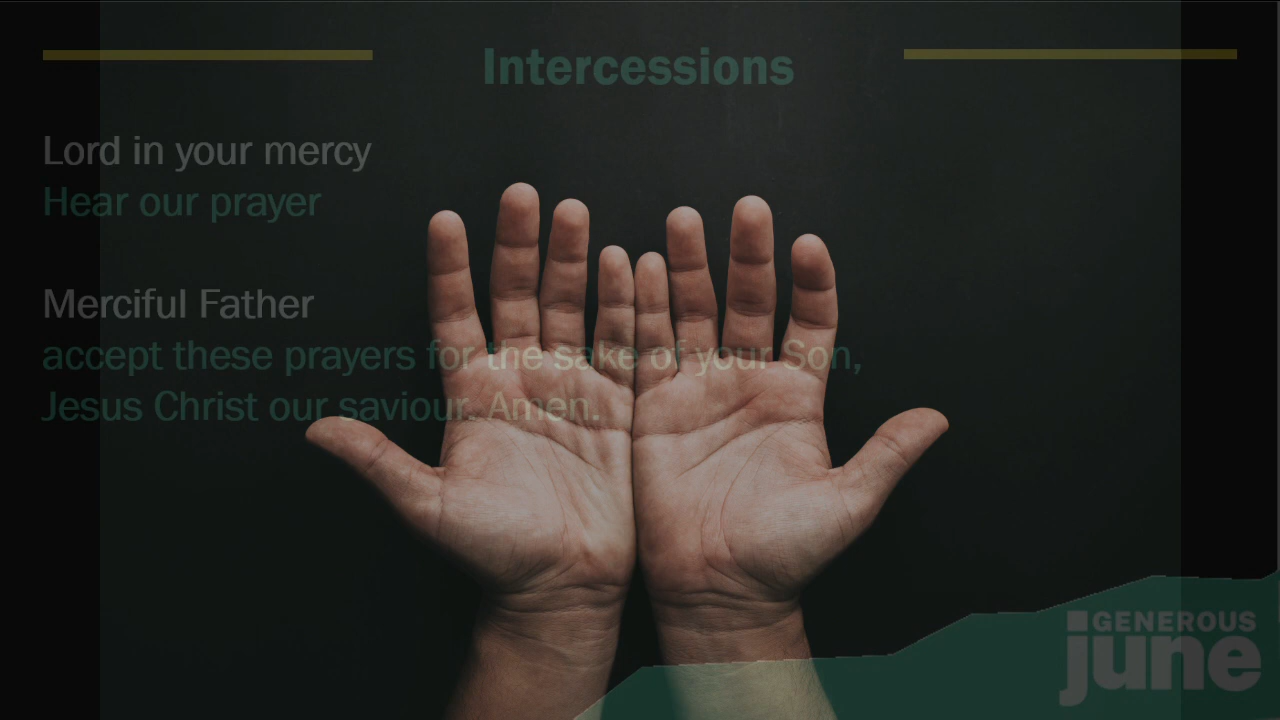 Intercessions
Lord in your mercy
Hear our prayer
Merciful Father
accept these prayers for the sake of your Son,
Jesus Christ our saviour. Amen.
GENEROUS
june